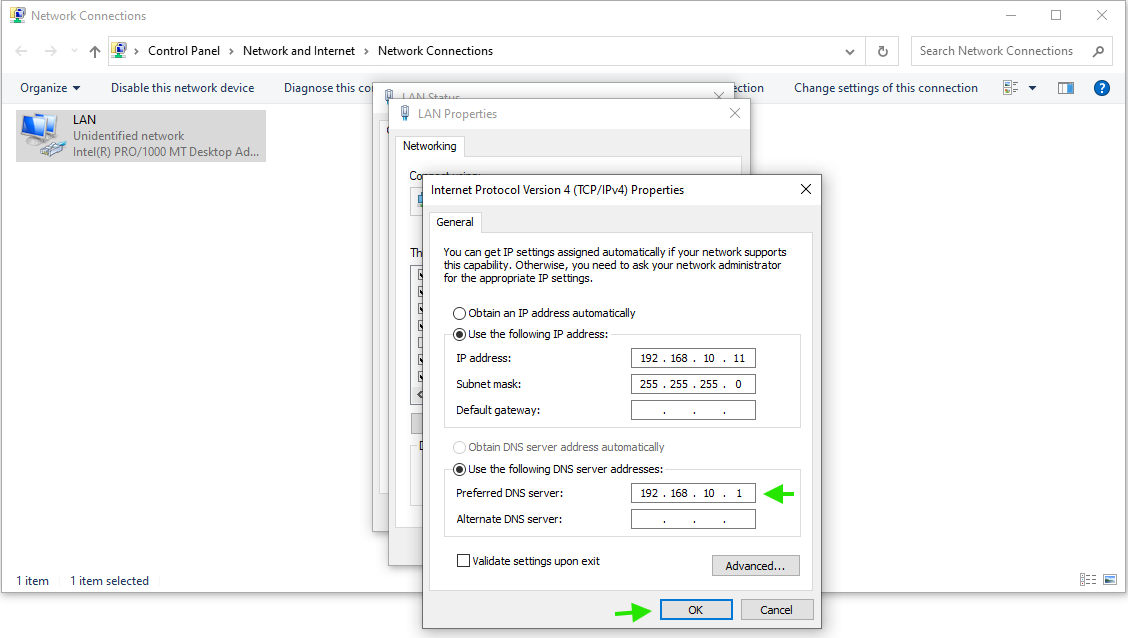 Network Connections
Control Panel > Network and Internet > Network Connections
Search Network Connections
Organize
Disable this network device
Diagnose this co
ection
Change settings of this connection
LAN
Unidentified network
Intel(R) PRO/1000 MT Desktop Ad...
LAN Status
LAN Properties
Networking
Connect using:
Th
Internet Protocol Version 4 (TCP/IPv4) Properties
General
You can get IP settings assigned automatically if your network supports
this capability. Otherwise, you need to ask your network administrator
for the appropriate IP settings.
Obtain an IP address automatically
Use the following IP address:
IP address: 192 . 168 . 10 . 11
Subnet mask: 255 . 255 . 255 . 0
Default gateway: . . .
Obtain DNS server address automatically
Use the following DNS server addresses:
Preferred DNS server: 192 . 168 . 10 . 1
Alternate DNS server: . . .
Validate settings upon exit
Advanced...
OK
Cancel
1 item
1 item selected